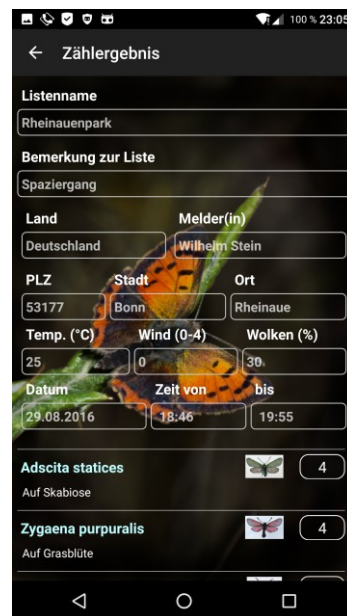 100 % 23:05
Zählergebnis
Listenname
Rheinauenpark
Bemerkung zur Liste
Spaziergang
Land Melder(in)
Deutschland Wilhelm Stein
PLZ Stadt Ort
53177 Bonn Rheinaue
Temp. (°C) Wind (0-4) Wolken (%)
25 0 30
Datum Zeit von bis
29.08.2016 18:46 19:55
Adscita statices 4
Auf Skabiose
Zygaena purpuralis 4
Auf Grasblüte